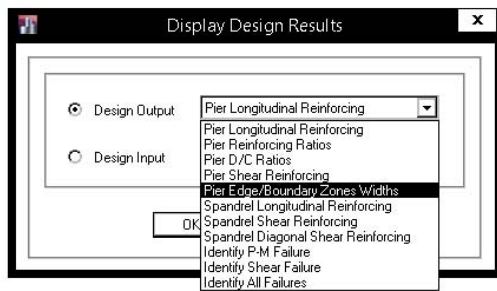 Display Design Results
x
Design Output
Pier Longitudinal Reinforcing
Pier Longitudinal Reinforcing
Pier Reinforcing Ratios
Pier D/C Ratios
Design Input
Pier Shear Reinforcing
Pier Edge/Boundary Zones Widths
Spandrel Longitudinal Reinforcing
OK
Spandrel Shear Reinforcing
Spandrel Diagonal Shear Reinforcing
Identify P-M Failure
Identify Shear Failure
Identify All Failures